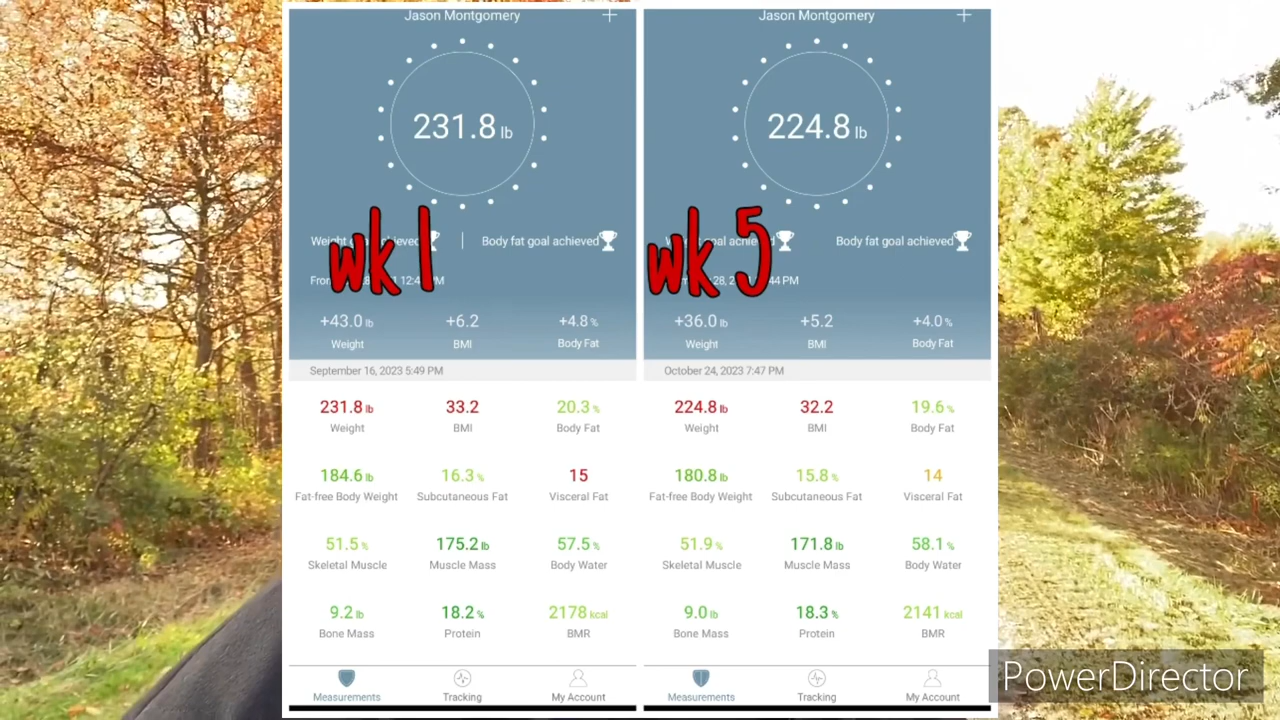 Jason Montgomery
231.8 lb
wk 1
Body fat goal achieved
+43.0 lb +6.2 +4.8 %
Weight BMI Body Fat
September 16, 2023 5:49 PM
231.8 lb 33.2 20.3 %
Weight BMI Body Fat
184.6 lb 16.3 % 15
Fat-free Body Weight Subcutaneous Fat Visceral Fat
51.5 % 175.2 lb 57.5 %
Skeletal Muscle Muscle Mass Body Water
9.2 lb 18.2 % 2178 kcal
Bone Mass Protein BMR
Measurements Tracking My Account
Jason Montgomery
224.8 lb
wk 5
Body fat goal achieved
+36.0 lb +5.2 +4.0 %
Weight BMI Body Fat
October 24, 2023 7:47 PM
224.8 lb 32.2 19.6 %
Weight BMI Body Fat
180.8 lb 15.8 % 14
Fat-free Body Weight Subcutaneous Fat Visceral Fat
51.9 % 171.8 lb 58.1 %
Skeletal Muscle Muscle Mass Body Water
9.0 lb 18.3 % 2141 kcal
Bone Mass Protein BMR
Measurements Tracking My Account
PowerDirector